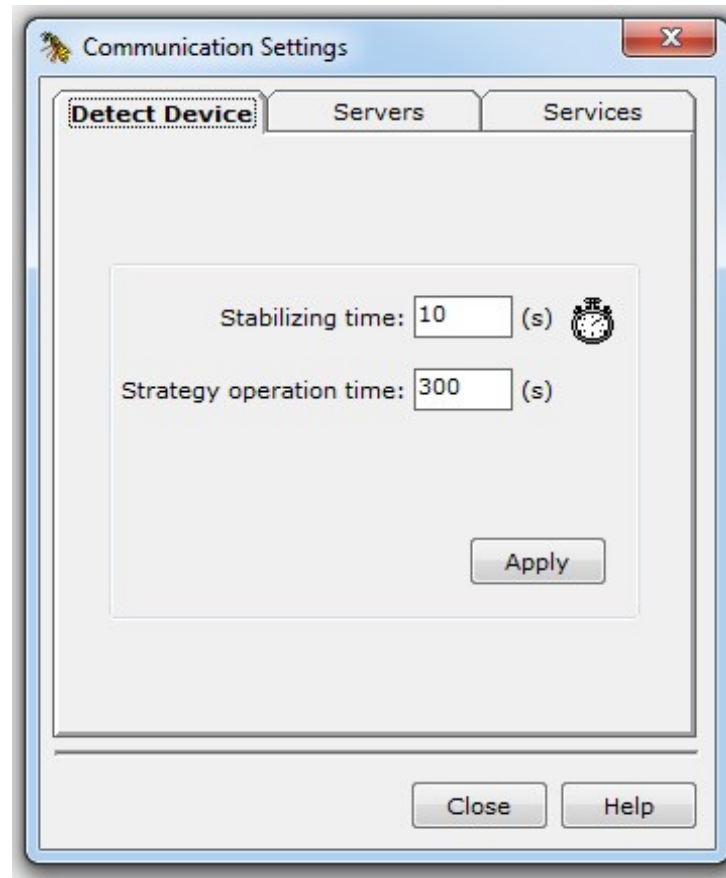 Communication Settings
Detect Device Servers Services
Stabilizing time: 10 (s)
Strategy operation time: 300 (s)
Apply
Close Help